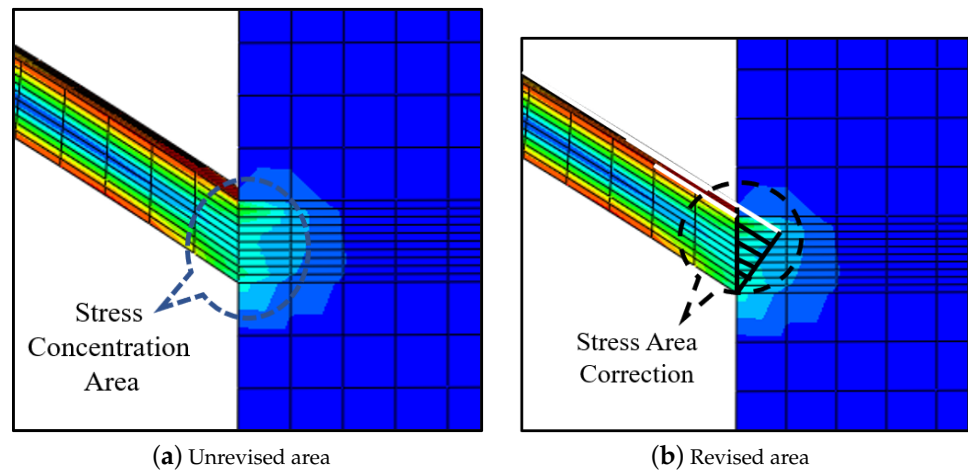 Stress
Concentration
Area
Stress Area
Correction
(a) Unrevised area
(b) Revised area